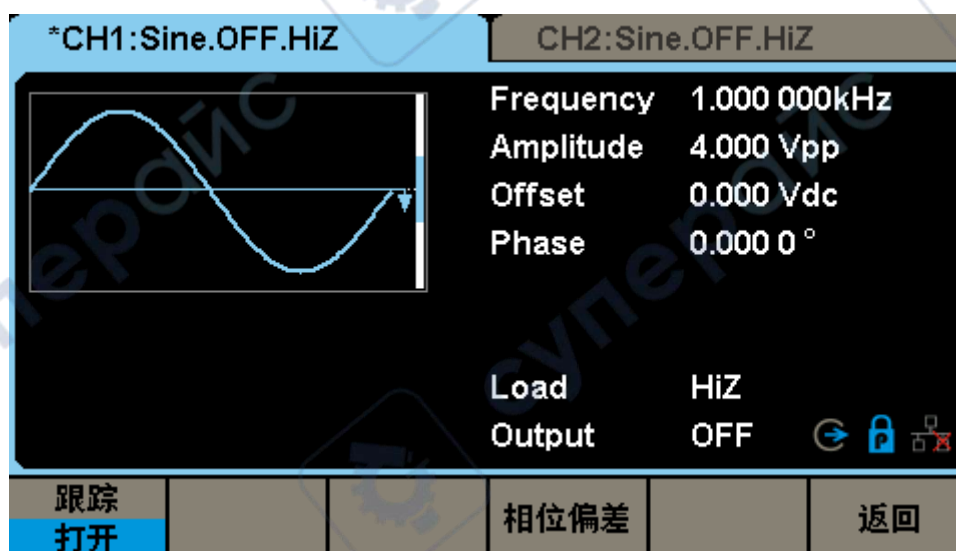 *CH1:Sine.OFF.HiZ
CH2:Sine.OFF.HiZ
Frequency 1.000 000kHz
Amplitude 4.000 Vpp
Offset 0.000 Vdc
Phase 0.000 0 °
Load HiZ
Output OFF
跟踪
打开
相位偏差
返回
суперайс